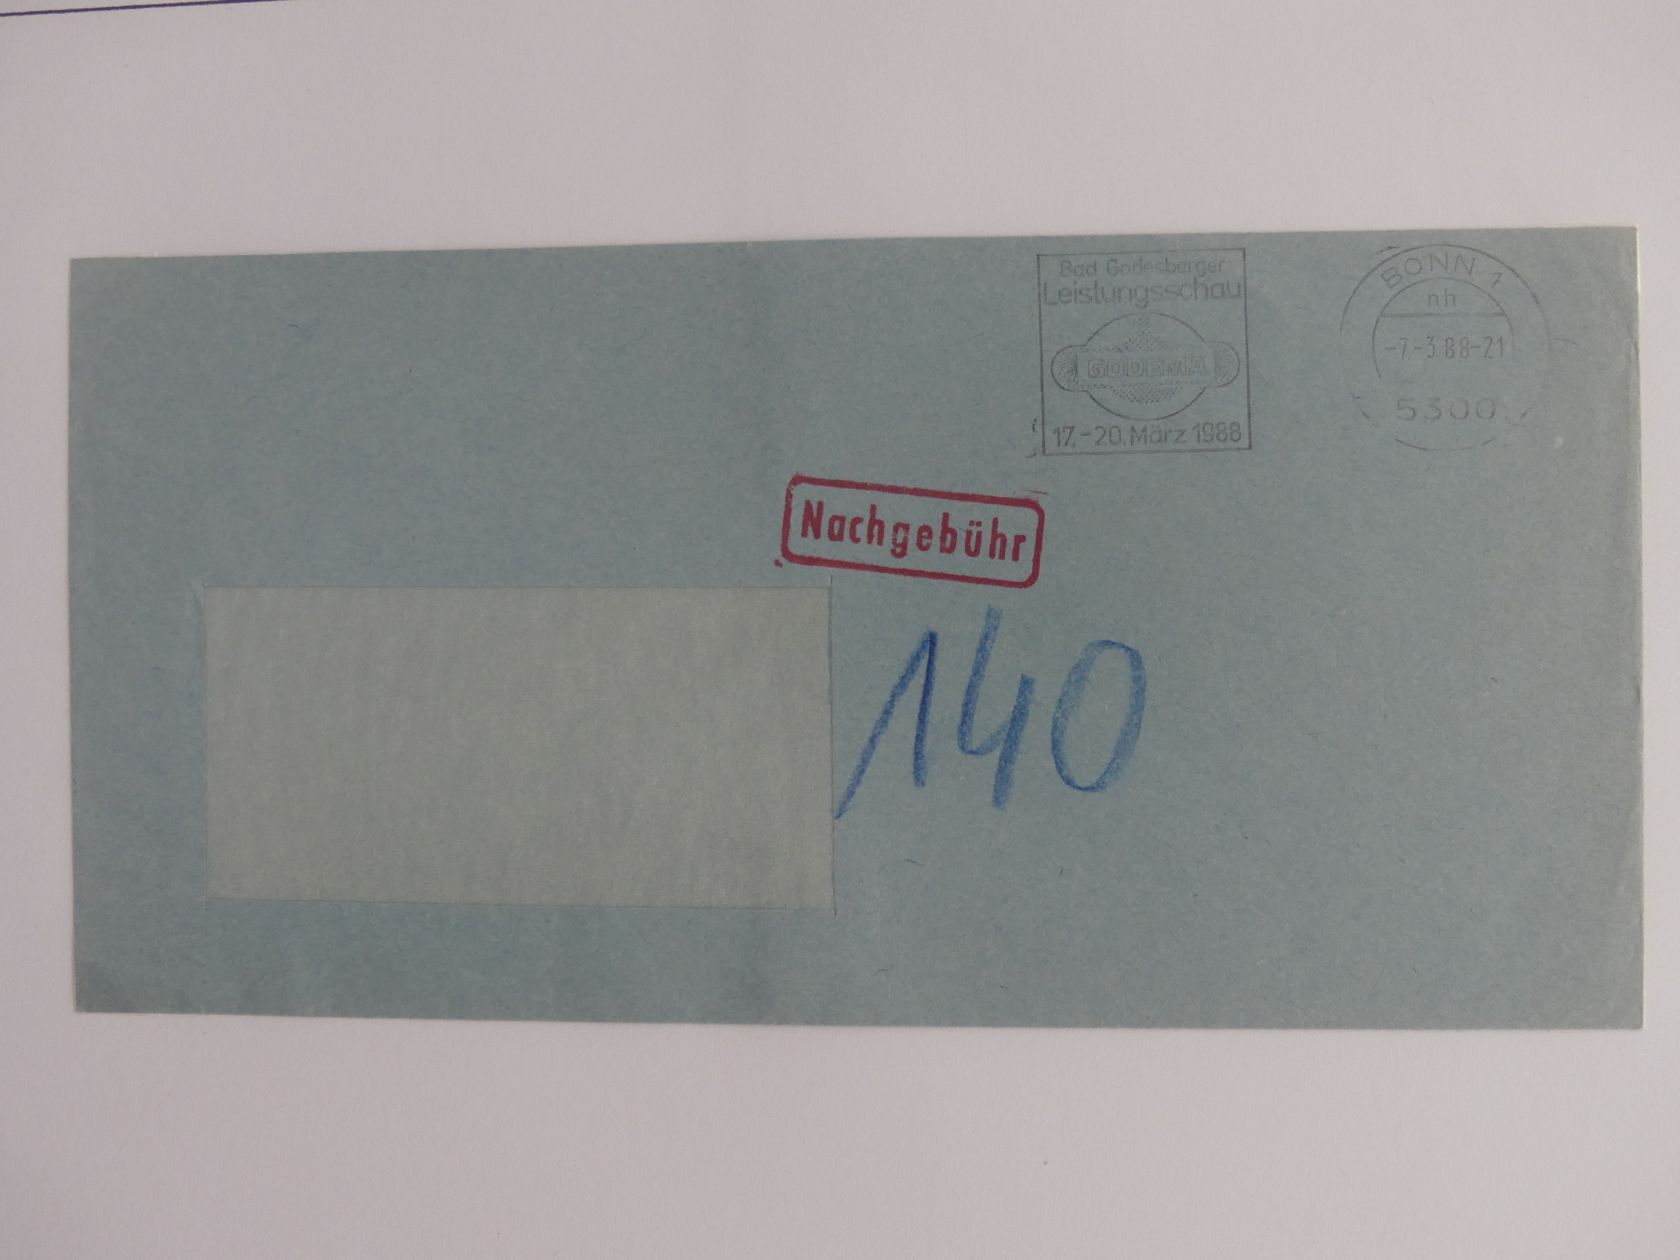 Bad Godesberger
Leistungsschau
GODEMA
17.-20. März 1988
BONN 1
nh
-7.-3.88-21
5300
Nachgebühr
140